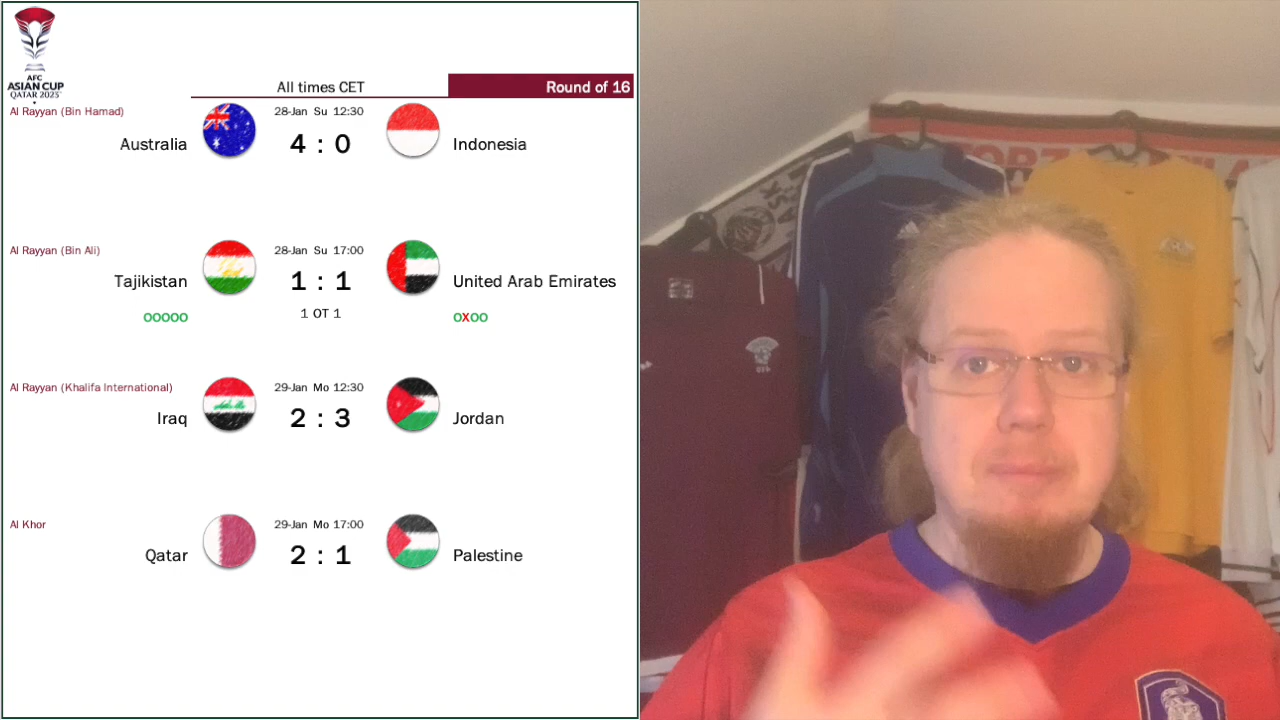 AFC
ASIAN CUP
QATAR 2023
All times CET
Round of 16
Al Rayyan (Bin Hamad)
28-Jan Su 12:30
Australia
4 : 0
Indonesia
Al Rayyan (Bin Ali)
28-Jan Su 17:00
Tajikistan
1 : 1
United Arab Emirates
1 OT 1
ooooo
oxoo
Al Rayyan (Khalifa International)
29-Jan Mo 12:30
Iraq
2 : 3
Jordan
Al Khor
29-Jan Mo 17:00
Qatar
2 : 1
Palestine
ASK